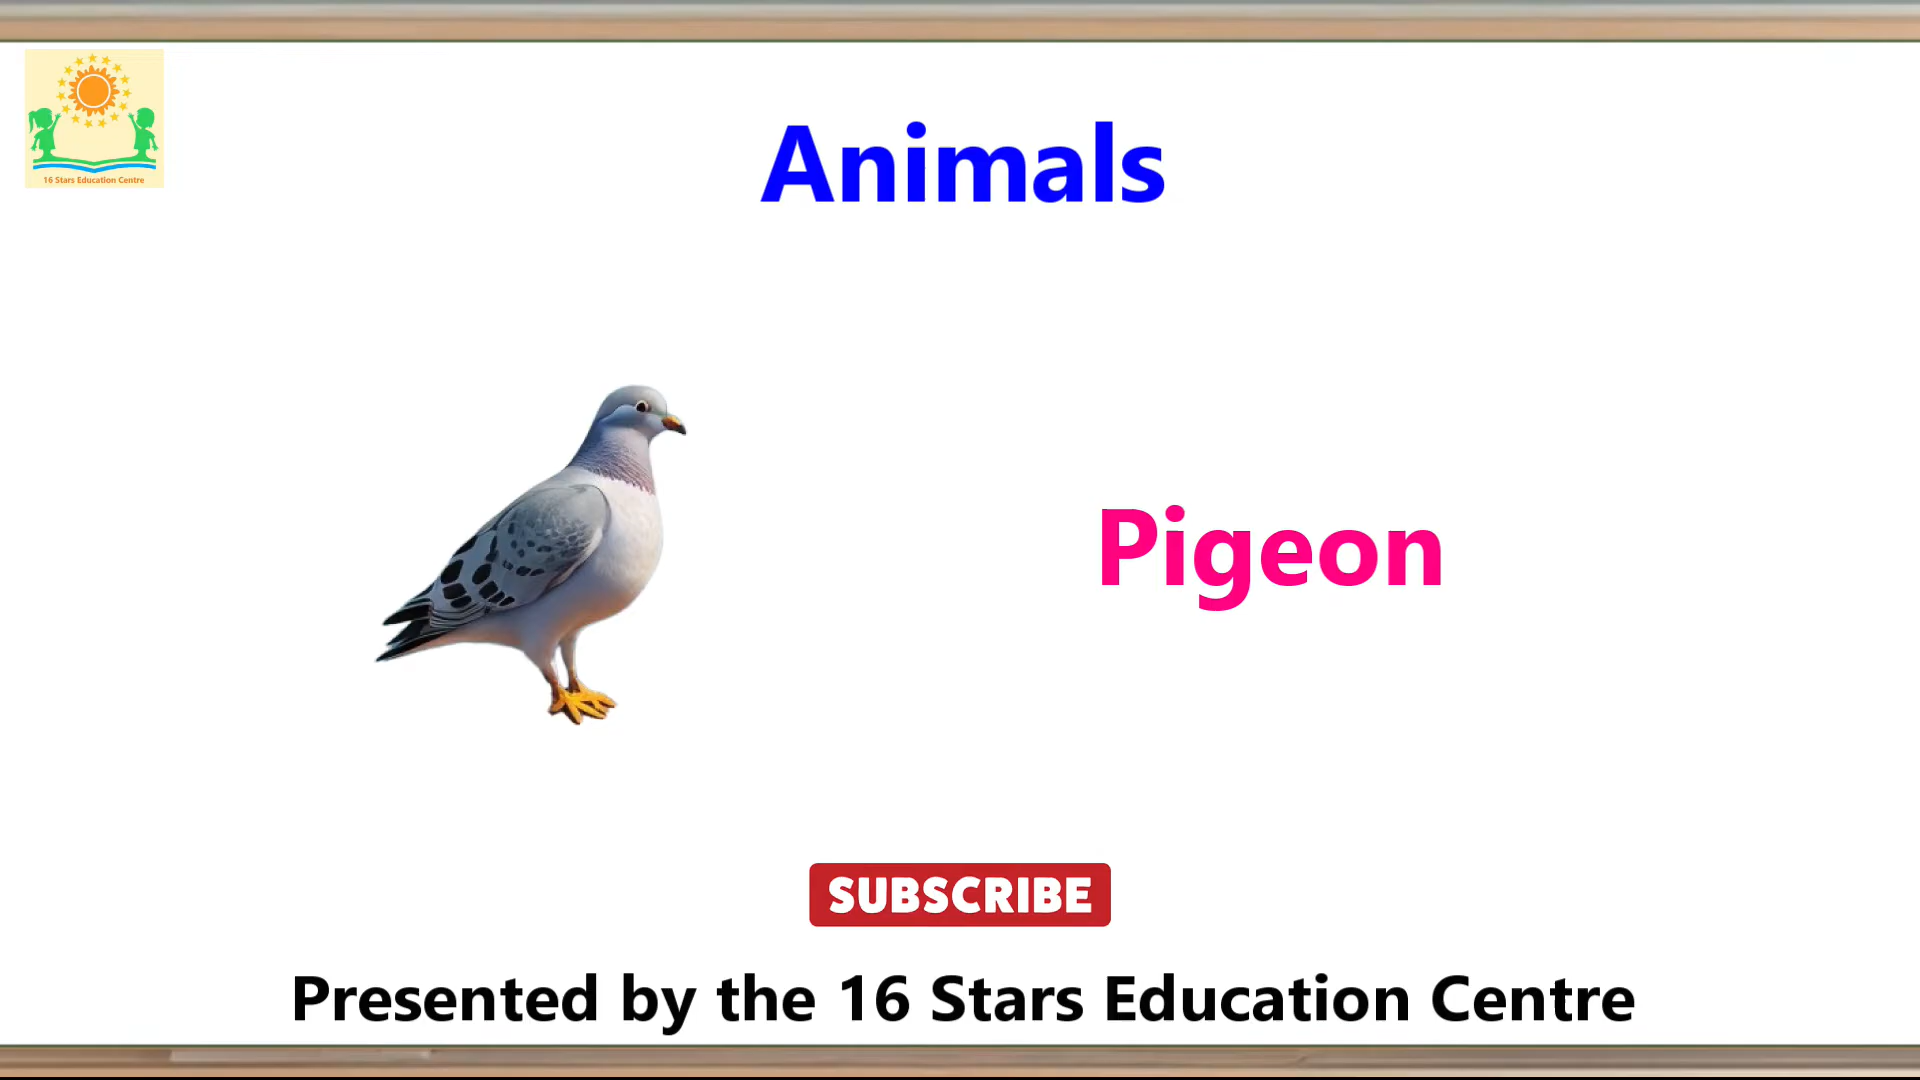 16 Stars Education Centre
Animals
Pigeon
SUBSCRIBE
Presented by the 16 Stars Education Centre